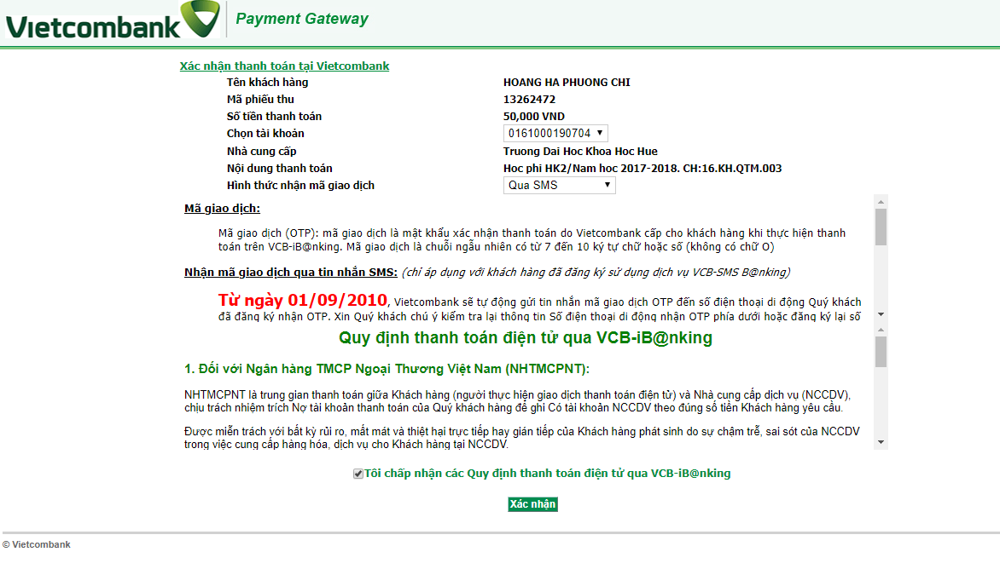 Vietcombank Payment Gateway
Xác nhận thanh toán tại Vietcombank
Tên khách hàng HOANG HA PHUONG CHI
Mã phiếu thu 13262472
Số tiền thanh toán 50,000 VND
Chọn tài khoản 0161000190704
Nhà cung cấp Truong Dai Hoc Khoa Hoc Hue
Nội dung thanh toán Hoc phi HK2/Nam hoc 2017-2018. CH:16.KH.QTM.003
Hình thức nhận mã giao dịch Qua SMS
Mã giao dịch:
Mã giao dịch (OTP): mã giao dịch là mật khẩu xác nhận thanh toán do Vietcombank cấp cho khách hàng khi thực hiện thanh
toán trên VCB-iB@nking. Mã giao dịch là chuỗi ngẫu nhiên có từ 7 đến 10 ký tự chữ hoặc số (không có chữ O)
Nhận mã giao dịch qua tin nhắn SMS: (chỉ áp dụng với khách hàng đã đăng ký sử dụng dịch vụ VCB-SMS B@nking)
Từ ngày 01/09/2010, Vietcombank sẽ tự động gửi tin nhắn mã giao dịch OTP đến số điện thoại di động Quý khách
đã đăng ký nhận OTP. Xin Quý khách chú ý kiểm tra lại thông tin Số điện thoại di động nhận OTP phía dưới hoặc đăng ký lại số
Quy định thanh toán điện tử qua VCB-iB@nking
1. Đối với Ngân hàng TMCP Ngoại Thương Việt Nam (NHTMCPNT):
NHTMCPNT là trung gian thanh toán giữa Khách hàng (người thực hiện giao dịch thanh toán điện tử) và Nhà cung cấp dịch vụ (NCCDV),
chịu trách nhiệm trích Nợ tài khoản thanh toán của Quý khách hàng để ghi Có tài khoản NCCDV theo đúng số tiền Khách hàng yêu cầu.
Được miễn trách với bất kỳ rủi ro, mất mát và thiệt hại trực tiếp hay gián tiếp của Khách hàng phát sinh do sự chậm trễ, sai sót của NCCDV
trong việc cung cấp hàng hóa, dịch vụ cho Khách hàng tại NCCDV.
Tôi chấp nhận các Quy định thanh toán điện tử qua VCB-iB@nking
Xác nhận
© Vietcombank